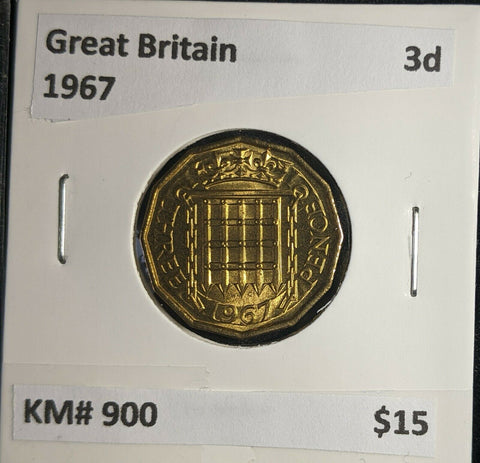 Great Britain 3d
1967
THREE PENCE
1967
KM# 900 $15